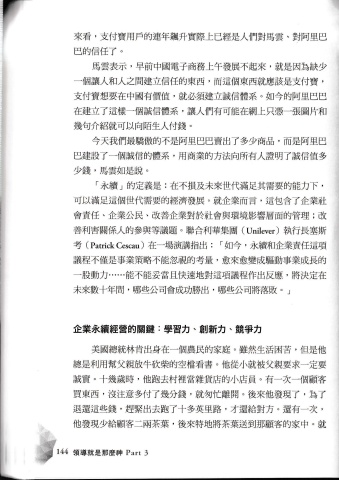 來看，支付寶用戶的連年飆升實際上已經是人們對馬雲、對阿里巴
巴的信任了。
馬雲表示，早前中國電子商務上午發展不起來，就是因為缺少
一個讓人和人之間建立信任的東西，而這個東西就應該是支付寶，
支付寶想要在中國有價值，就必須建立誠信體系。如今的阿里巴巴
在建立了這樣一個誠信體系，讓人們有可能在網上只憑一張圖片和
幾句介紹就可以向陌生人付錢。
今天我們最驕傲的不是阿里巴巴賣出了多少商品，而是阿里巴
巴建設了一個誠信的體系，用商業的方法向所有人證明了誠信值多
少錢，馬雲如是說。
「永續」的定義是：在不損及未來世代滿足其需要的能力下，
可以滿足這個世代需要的經濟發展。就企業而言，這包含了企業社
會責任、企業公民、改善企業對於社會與環境影響層面的管理；改
善利害關係人的參與等議題。聯合利華集團（Unilever）執行長塞斯
考（Patrick Cescau）在一場演講指出：「如今，永續和企業責任這項
議程不僅是事業策略不能忽視的考量，愈來愈變成驅動事業成長的
一股動力⋯⋯能不能妥當且快速地對這項議程作出反應，將決定在
未來數十年間，哪些公司會成功勝出，哪些公司將落敗。」
企業永續經營的關鍵：學習力、創新力、競爭力
美國總統林肯出身在一個農民的家庭。雖然生活困苦，但是他
總是利用幫父親放牛砍柴的空檔看書。他從小就被父親要求一定要
誠實。十幾歲時，他跑去村裡當雜貨店的小店員。有一次一個顧客
買東西，沒注意多付了幾分錢，就匆忙離開。後來他發現了，為了
退還這些錢，趕緊出去跑了十多英里路，才還給對方。還有一次，
他發現少給顧客二兩茶葉，後來特地將茶葉送到那顧客的家中。就
144 領導就是那麼神 Part 3